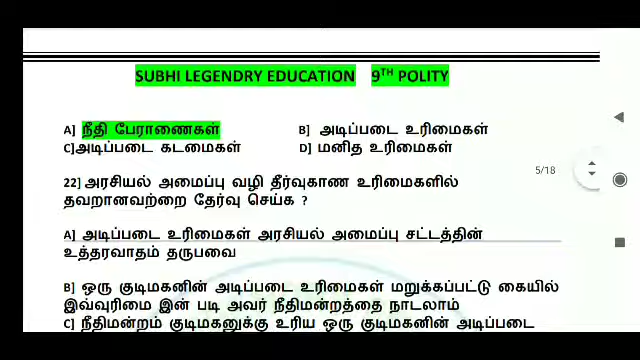 SUBHI LEGENDRY EDUCATION 9TH POLITY
A] நீதி பேராணைகள் B] அடிப்படை உரிமைகள்
C]அடிப்படை கடமைகள் D] மனித உரிமைகள்
5/18
22] அரசியல் அமைப்பு வழி தீர்வுகாண உரிமைகளில்
தவறானவற்றை தேர்வு செய்க ?
A] அடிப்படை உரிமைகள் அரசியல் அமைப்பு சட்டத்தின்
உத்தரவாதம் தருபவை
B] ஒரு குடிமகனின் அடிப்படை உரிமைகள் மறுக்கப்பட்டு கையில்
இவ்வுரிமை இன் படி அவர் நீதிமன்றத்தை நாடலாம்
C] நீதிமன்றம் குடிமகனுக்கு உரிய ஒரு குடிமகனின் அடிப்படை